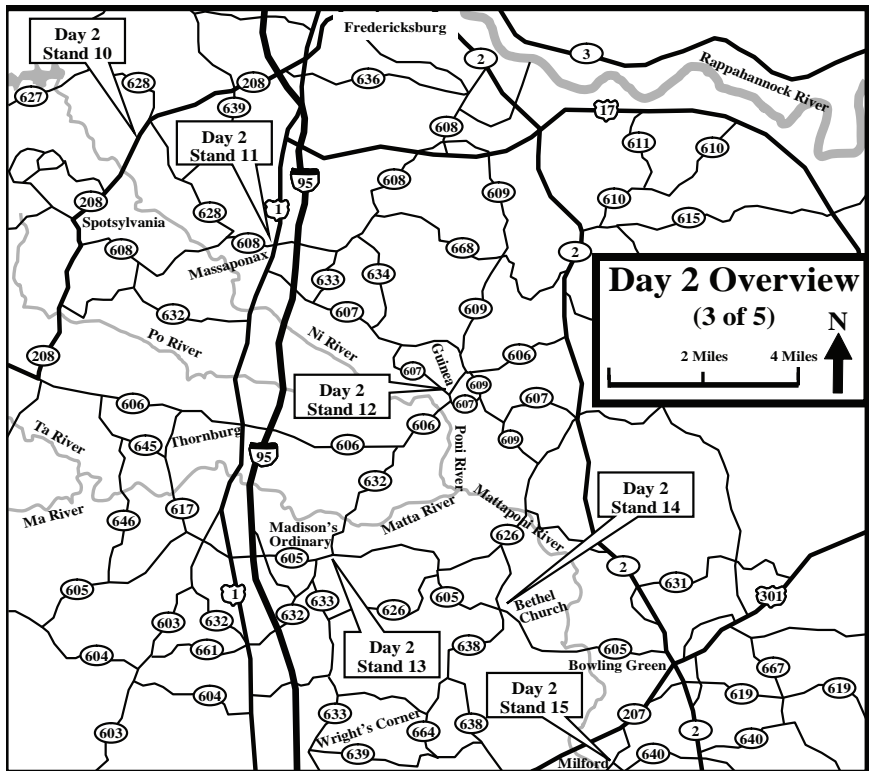 Day 2
Stand 10
Fredericksburg
2
3
Rappahannock River
627
628
208
639
636
17
608
611
610
Day 2
Stand 11
95
608
609
610
208
1
615
Spotsylvania
628
608
668
2
608
Massaponax
633
634
Day 2 Overview
(3 of 5)
N
2 Miles
4 Miles
632
607
609
Po River
Ni River
208
Guinea
606
607
609
Day 2
Stand 12
607
607
606
606
Thornburg
606
609
Ta River
645
95
Poni River
632
Day 2
Stand 14
Ma River
646
617
Madison's
Ordinary
Matta River
Mattaponi River
626
605
2
631
605
1
301
633
605
Bethel
Church
603
632
632
626
661
604
Day 2
Stand 13
638
605
Bowling Green
667
604
Day 2
Stand 15
619
619
633
207
603
Wright's Corner
664
638
2
640
639
Milford
640